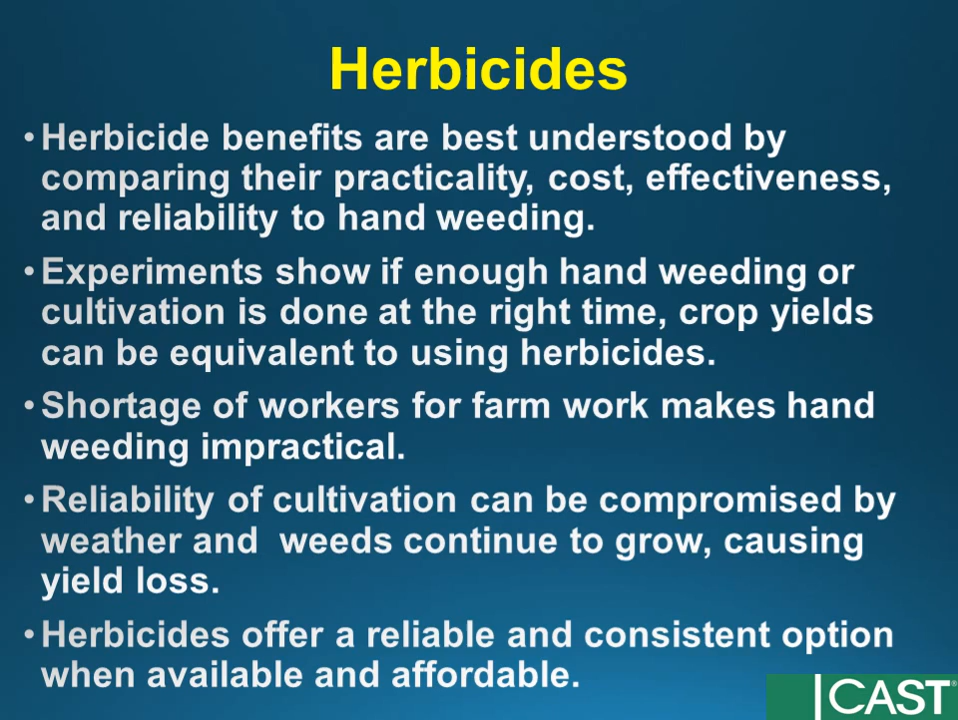 Herbicides
• Herbicide benefits are best understood by
comparing their practicality, cost, effectiveness,
and reliability to hand weeding.
• Experiments show if enough hand weeding or
cultivation is done at the right time, crop yields
can be equivalent to using herbicides.
• Shortage of workers for farm work makes hand
weeding impractical.
• Reliability of cultivation can be compromised by
weather and  weeds continue to grow, causing
yield loss.
• Herbicides offer a reliable and consistent option
when available and affordable.
CAST®